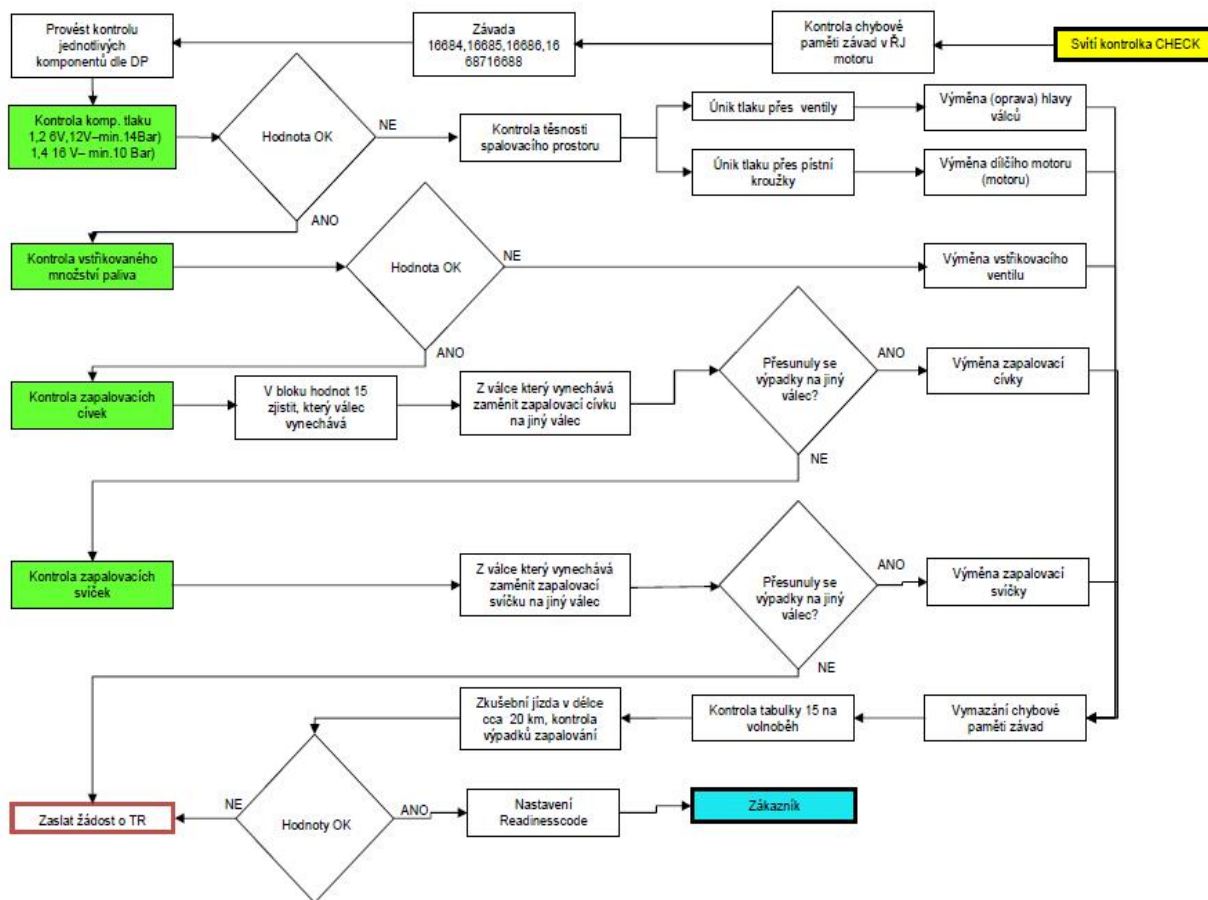 Provést kontrolu
jednotlivých
komponentů dle DP
Závada
16684,16685,16686,16
68716688
Kontrola chybové
paměti závad v ŘJ
motoru
Svítí kontrolka CHECK
Kontrola komp. tlaku
1,2 6V,12V–min.14Bar)
1,4 16 V– min.10 Bar)
Hodnota OK
NE
Kontrola těsnosti
spalovacího prostoru
Únik tlaku přes ventily
Výměna (oprava) hlavy
válců
Únik tlaku přes pístní
kroužky
Výměna dílčího motoru
(motoru)
ANO
Kontrola vstřikovaného
množství paliva
Hodnota OK
NE
Výměna vstřikovacího
ventilu
ANO
Kontrola zapalovacích
cívek
V bloku hodnot 15
zjistit, který válec
vynechává
Z válce který vynechává
zaměnit zapalovací cívku
na jiný válec
Přesunuly se
výpadky na jiný
válec?
ANO
Výměna zapalovací
cívky
NE
Kontrola zapalovacích
svíček
Z válce který vynechává
zaměnit zapalovací
svíčku na jiný válec
Přesunuly se
výpadky na jiný
válec?
ANO
Výměna zapalovací
svíčky
NE
Zkušební jízda v délce
cca 20 km, kontrola
výpadků zapalování
Kontrola tabulky 15 na
volnoběh
Vymazání chybové
paměti závad
Zaslat žádost o TR
NE
Hodnoty OK
ANO
Nastavení
Readinesscode
Zákazník